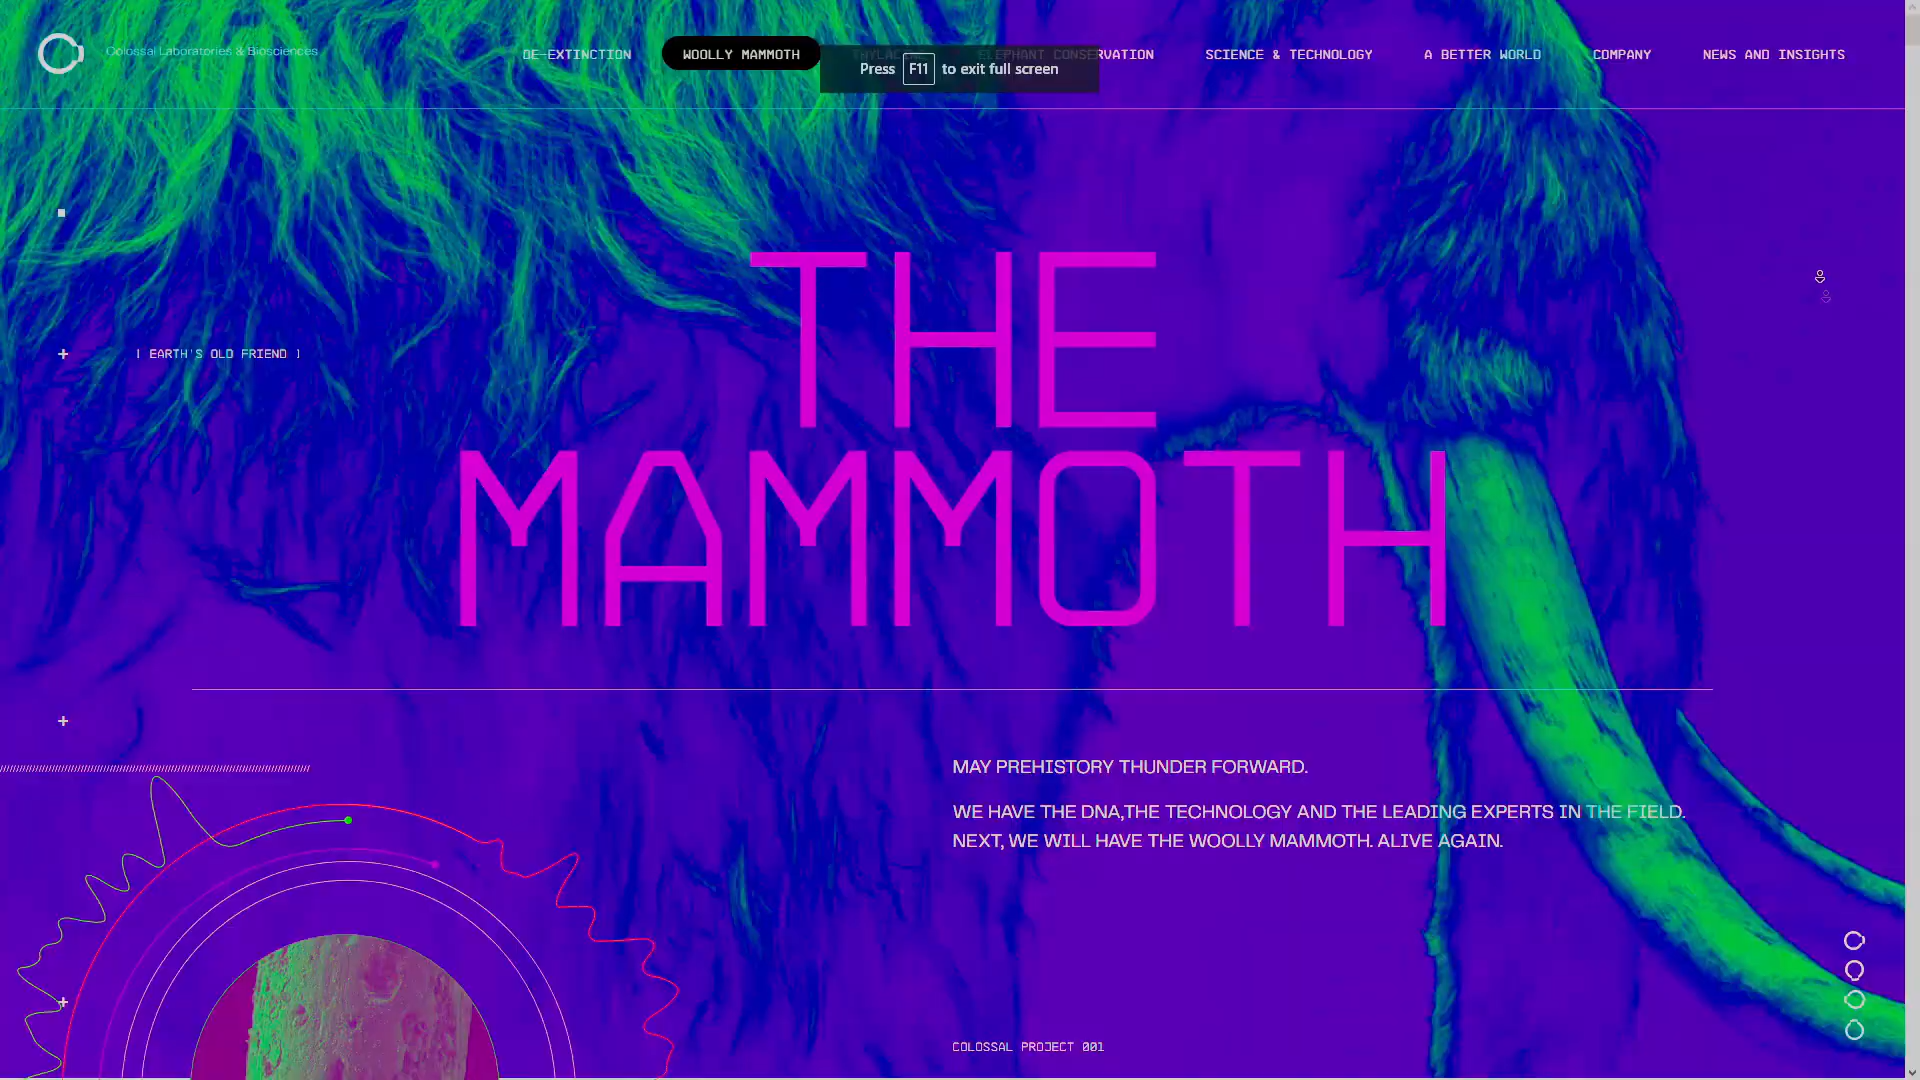 Colossal Laboratories & Biosciences
DE-EXTINCTION
WOOLLY MAMMOTH
THYLACINE
ELEPHANT CONSERVATION
SCIENCE & TECHNOLOGY
A BETTER WORLD
COMPANY
NEWS AND INSIGHTS
Press F11 to exit full screen
THE
[ EARTH'S OLD FRIEND ]
MAMMOTH
MAY PREHISTORY THUNDER FORWARD.
WE HAVE THE DNA,THE TECHNOLOGY AND THE LEADING EXPERTS IN THE FIELD.
NEXT, WE WILL HAVE THE WOOLLY MAMMOTH. ALIVE AGAIN.
COLOSSAL PROJECT 001